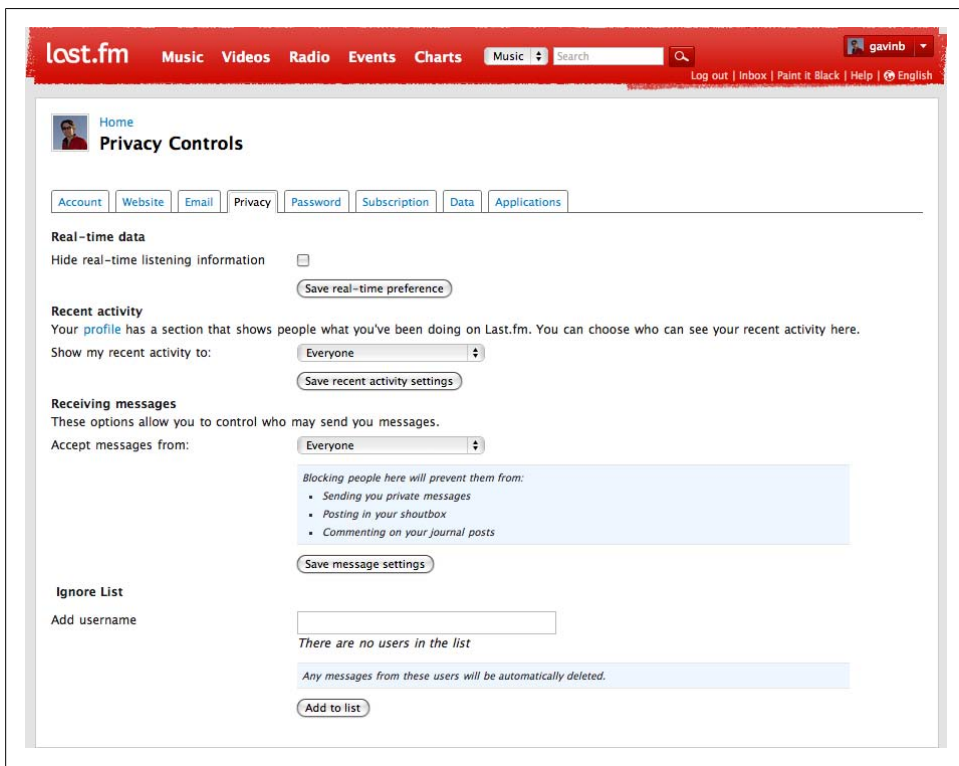 last.fm Music Videos Radio Events Charts Music Search gavinb
Log out | Inbox | Paint it Black | Help | English
Home
Privacy Controls
Account Website Email Privacy Password Subscription Data Applications
Real-time data
Hide real-time listening information
Save real-time preference
Recent activity
Your profile has a section that shows people what you've been doing on Last.fm. You can choose who can see your recent activity here.
Show my recent activity to: Everyone
Save recent activity settings
Receiving messages
These options allow you to control who may send you messages.
Accept messages from: Everyone
Blocking people here will prevent them from:
• Sending you private messages
• Posting in your shoutbox
• Commenting on your journal posts
Save message settings
Ignore List
Add username
There are no users in the list
Any messages from these users will be automatically deleted.
Add to list